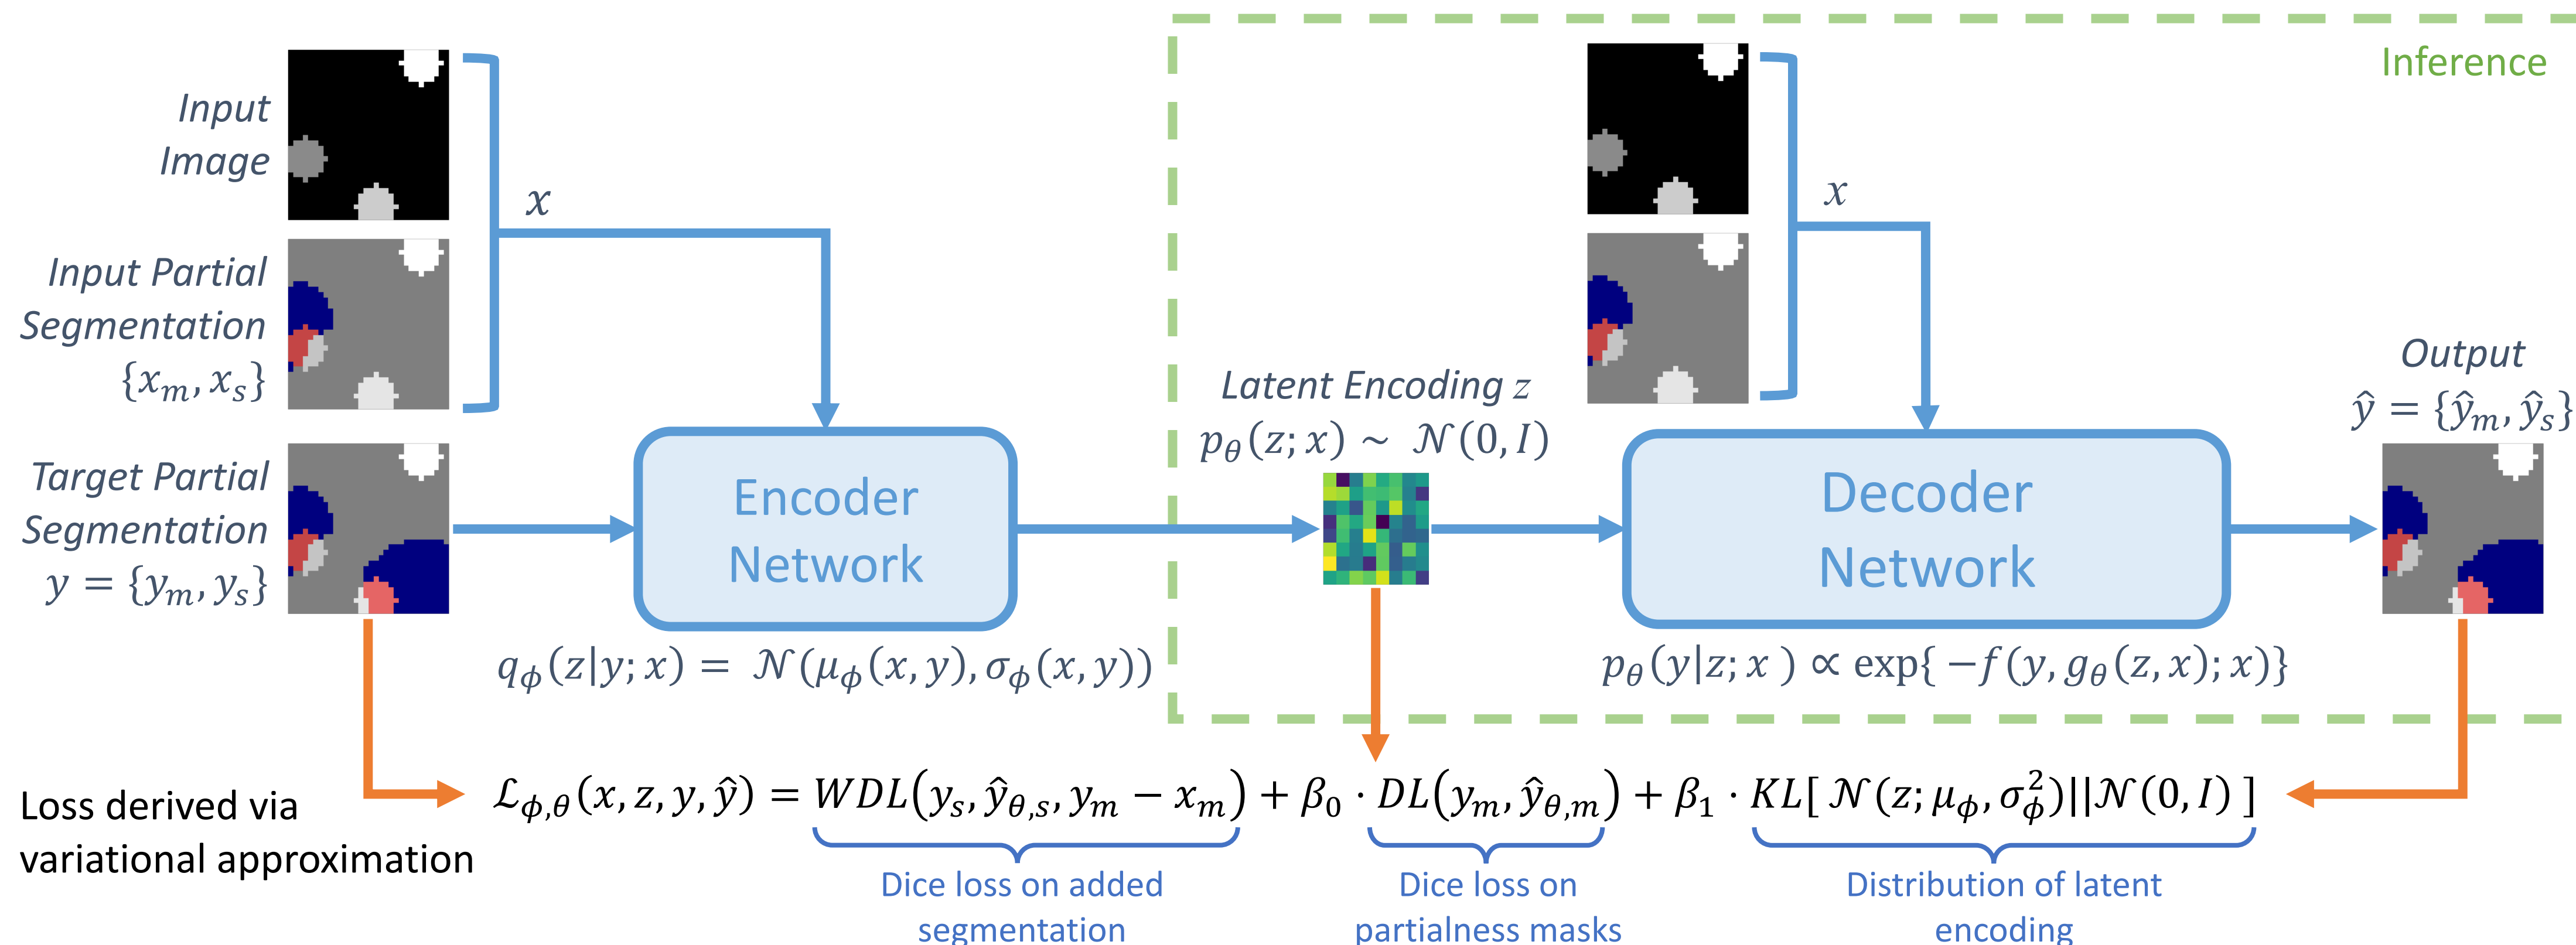 Input
Image
x
Input Partial
Segmentation
{x_m, x_s}
Target Partial
Segmentation
y = {y_m, y_s}
Encoder
Network
q_ϕ(z|y; x) = 𝒩(μ_ϕ(x, y), σ_ϕ(x, y))
Inference
x
Latent Encoding z
p_θ(z; x) ~ 𝒩(0, I)
Decoder
Network
p_θ(y|z; x ) ∝ exp{ −f(y, g_θ(z, x); x)}
Output
ŷ = {ŷ_m, ŷ_s}
Loss derived via
variational approximation
ℒ_ϕ,θ(x, z, y, ŷ) = WDL(y_s, ŷ_θ,s, y_m − x_m) + β_0 · DL(y_m, ŷ_θ,m) + β_1 · KL[ 𝒩(z; μ_ϕ, σ_ϕ^2)||𝒩(0, I) ]
Dice loss on added
segmentation
Dice loss on
partialness masks
Distribution of latent
encoding